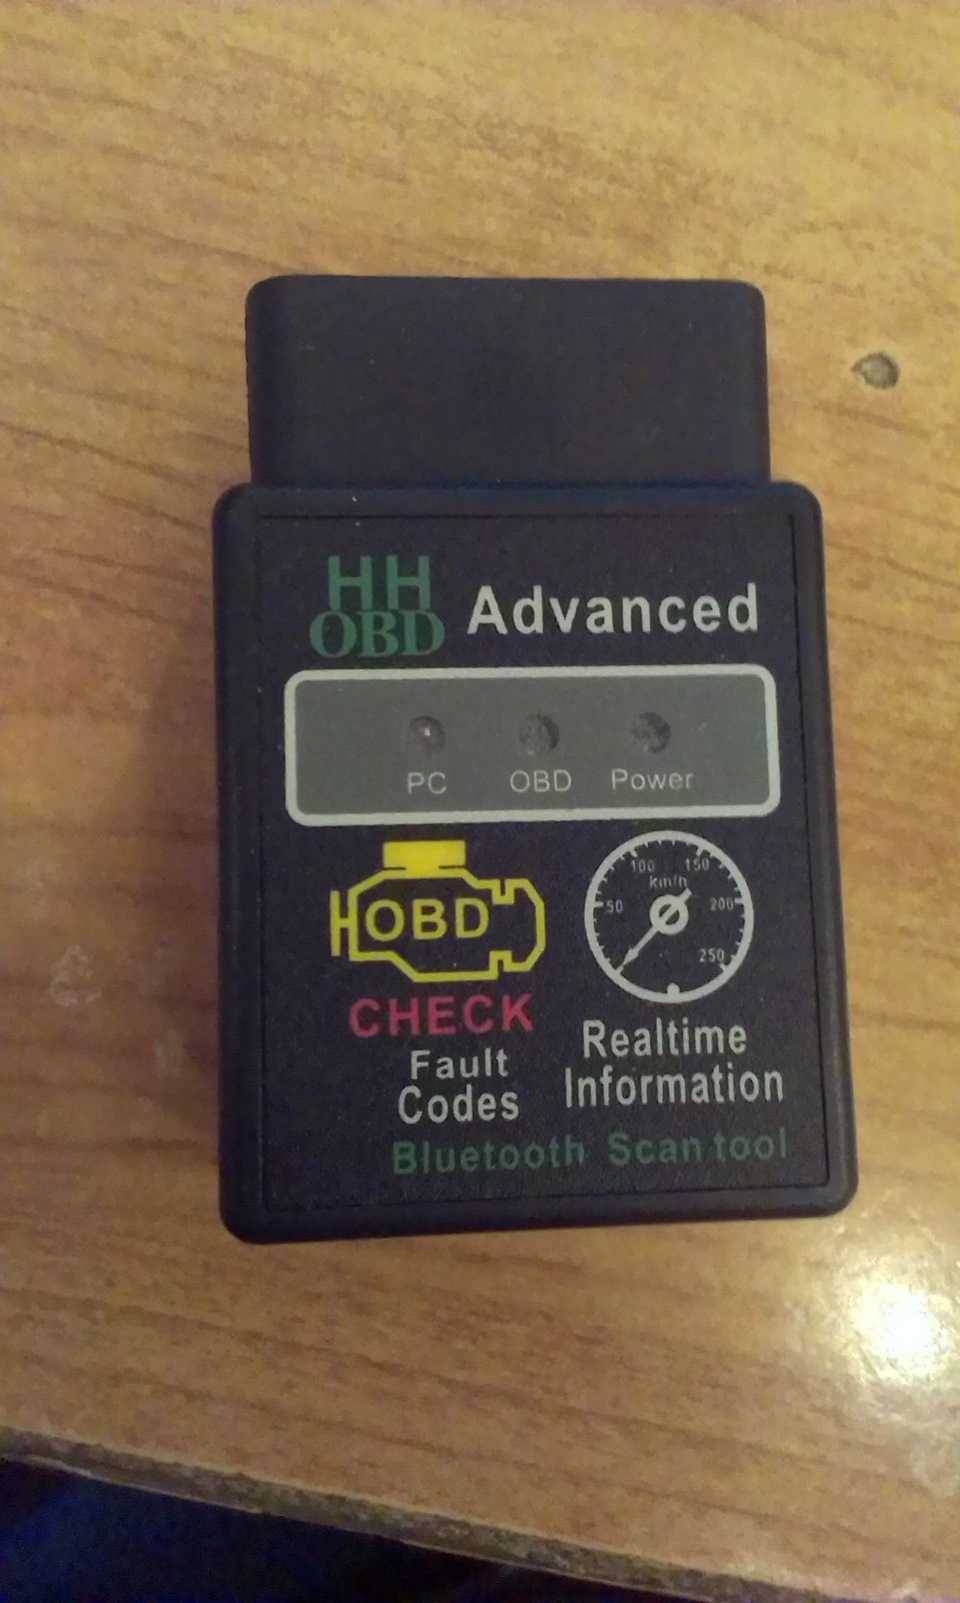 HH
OBD Advanced
PC OBD Power
OBD
50 100 150 200 250
km/h
CHECK
Fault
Codes
Realtime
Information
Bluetooth Scan tool